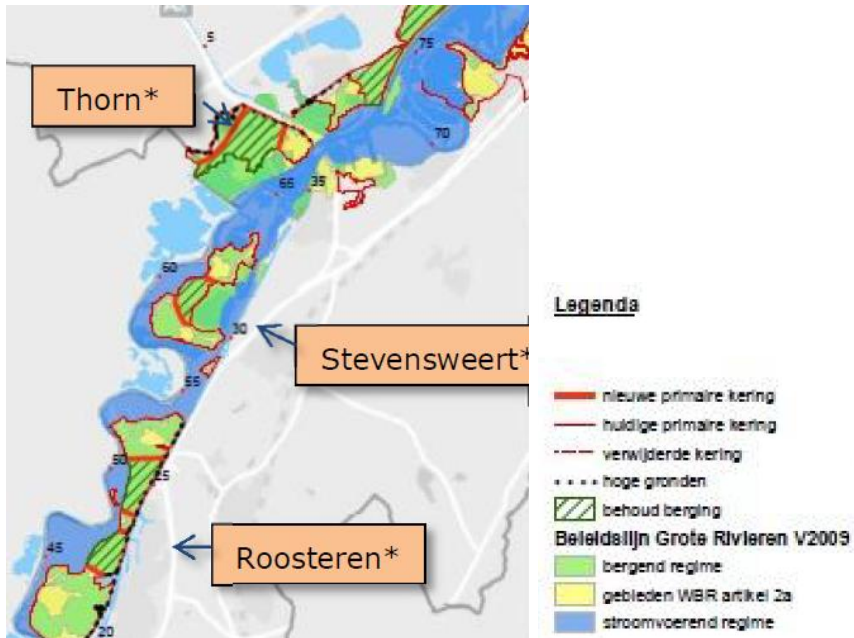 5
75
Thorn*
70
65
35
60
30
Stevensweert*
55
50
25
Roosteren*
45
20
Legenda
nieuwe primaire kering
huidige primaire kering
verwijderde kering
hoge gronden
behoud berging
Beleidslijn Grote Rivieren V2009
bergend regime
gebieden WBR artikel 2a
stroomvoerend regime